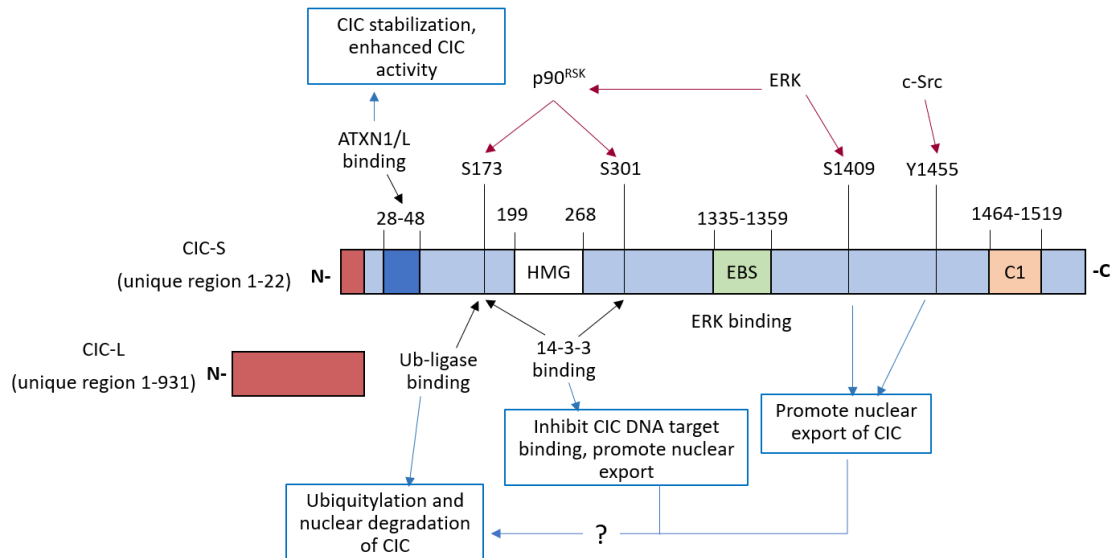 CIC stabilization,
enhanced CIC
activity
p90RSK
ERK
c-Src
ATXN1/L
binding
S173
S301
S1409
Y1455
28-48
199
268
1335-1359
1464-1519
CIC-S
(unique region 1-22)
N-
HMG
EBS
C1
-C
ERK binding
CIC-L
(unique region 1-931)
N-
Ub-ligase
binding
14-3-3
binding
Inhibit CIC DNA target
binding, promote nuclear
export
Promote nuclear
export of CIC
Ubiquitylation and
nuclear degradation
of CIC
?